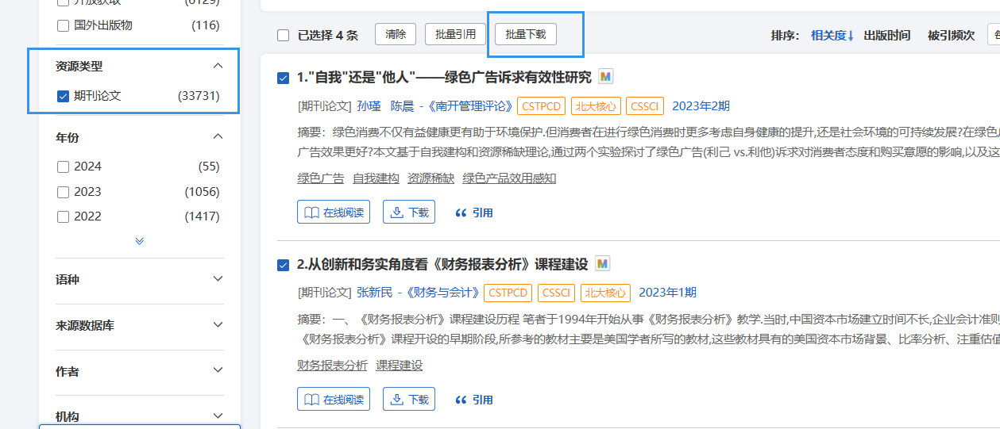 开放获取 (6129)
国外出版物 (116)
资源类型
期刊论文 (33731)
年份
2024 (55)
2023 (1056)
2022 (1417)
语种
来源数据库
作者
机构
已选择 4 条 清除 批量引用 批量下载 排序： 相关度↓ 出版时间 被引频次
1."自我"还是"他人"——绿色广告诉求有效性研究 M
[期刊论文] 孙瑾 陈晨 -《南开管理评论》 CSTPCD 北大核心 CSSCI 2023年2期
摘要：绿色消费不仅有益健康更有助于环境保护.但消费者在进行绿色消费时更多考虑自身健康的提升,还是社会环境的可持续发展?在绿色
广告效果更好?本文基于自我建构和资源稀缺理论,通过两个实验探讨了绿色广告(利己 vs.利他)诉求对消费者态度和购买意愿的影响,以及这
绿色广告 自我建构 资源稀缺 绿色产品效用感知
在线阅读 下载 引用
2.从创新和务实角度看《财务报表分析》课程建设 M
[期刊论文] 张新民 -《财务与会计》 CSTPCD CSSCI 北大核心 2023年1期
摘要：一、《财务报表分析》课程建设历程 笔者于1994年开始从事《财务报表分析》教学.当时,中国资本市场建立时间不长,企业会计准则
《财务报表分析》课程开设的早期阶段,所参考的教材主要是美国学者所写的教材,这些教材具有的美国资本市场背景、比率分析、注重估值
财务报表分析 课程建设
在线阅读 下载 引用